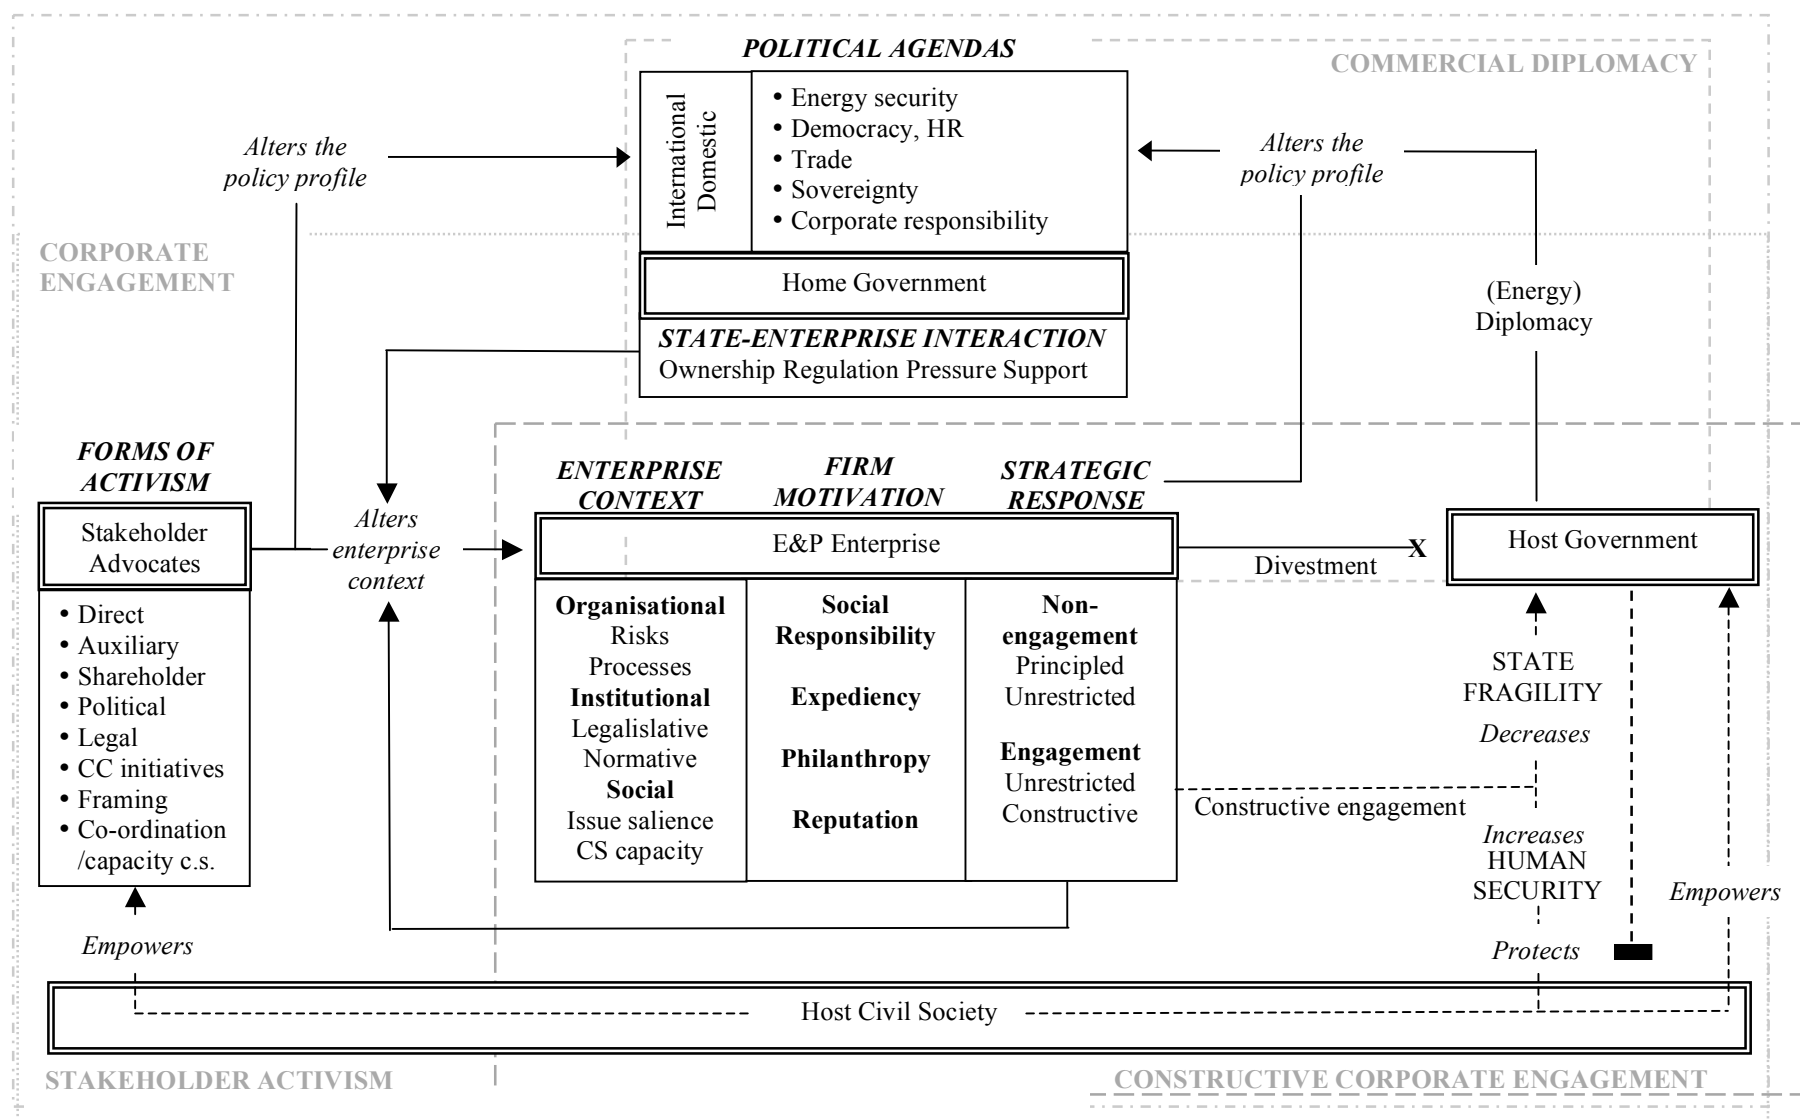 POLITICAL AGENDAS
COMMERCIAL DIPLOMACY
International
Domestic
• Energy security
• Democracy, HR
• Trade
• Sovereignty
• Corporate responsibility
Alters the
policy profile
Alters the
policy profile
CORPORATE
ENGAGEMENT
Home Government
(Energy)
Diplomacy
STATE-ENTERPRISE INTERACTION
Ownership Regulation Pressure Support
FORMS OF
ACTIVISM
Stakeholder
Advocates
• Direct
• Auxiliary
• Shareholder
• Political
• Legal
• CC initiatives
• Framing
• Co-ordination
/capacity c.s.
Alters
enterprise
context
ENTERPRISE
CONTEXT
FIRM
MOTIVATION
STRATEGIC
RESPONSE
E&P Enterprise
Organisational
Risks
Processes
Institutional
Legalislative
Normative
Social
Issue salience
CS capacity
Social
Responsibility
Expediency
Philanthropy
Reputation
Non-
engagement
Principled
Unrestricted
Engagement
Unrestricted
Constructive
X
Divestment
Host Government
STATE
FRAGILITY
Decreases
Constructive engagement
Increases
HUMAN
SECURITY
Protects
Empowers
Empowers
Host Civil Society
STAKEHOLDER ACTIVISM
CONSTRUCTIVE CORPORATE ENGAGEMENT